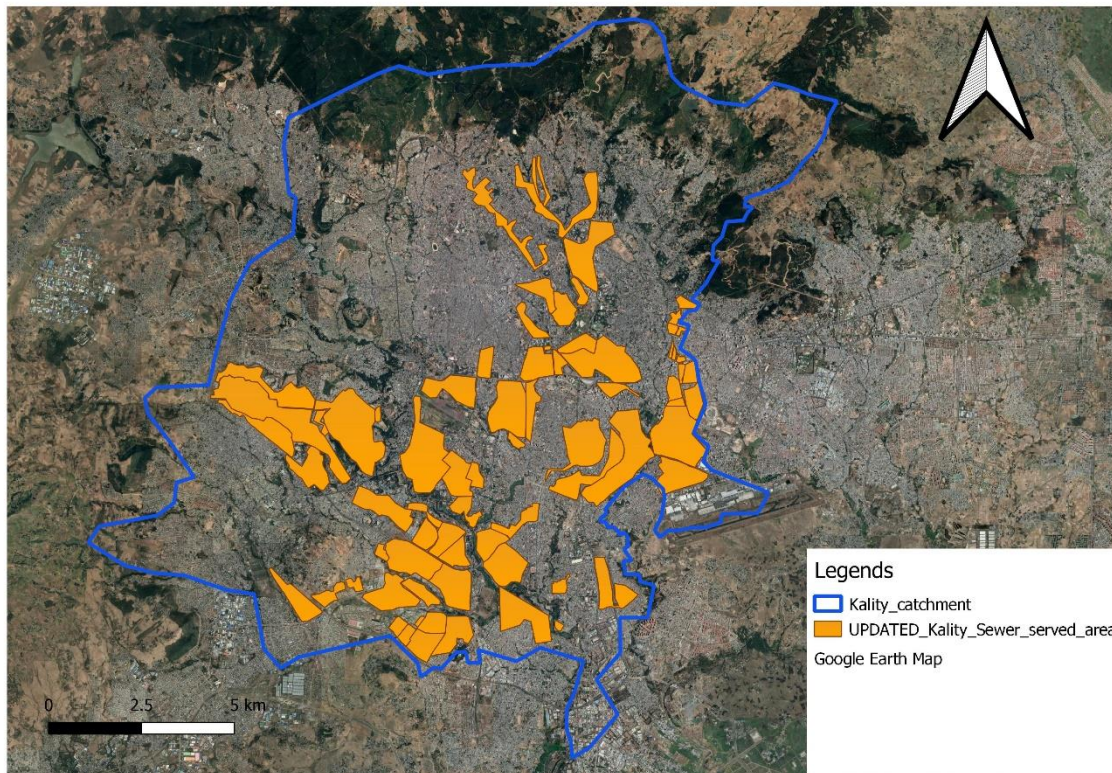 Legends
Kality_catchment
UPDATED_Kality_Sewer_served_area
Google Earth Map
0 2.5 5 km